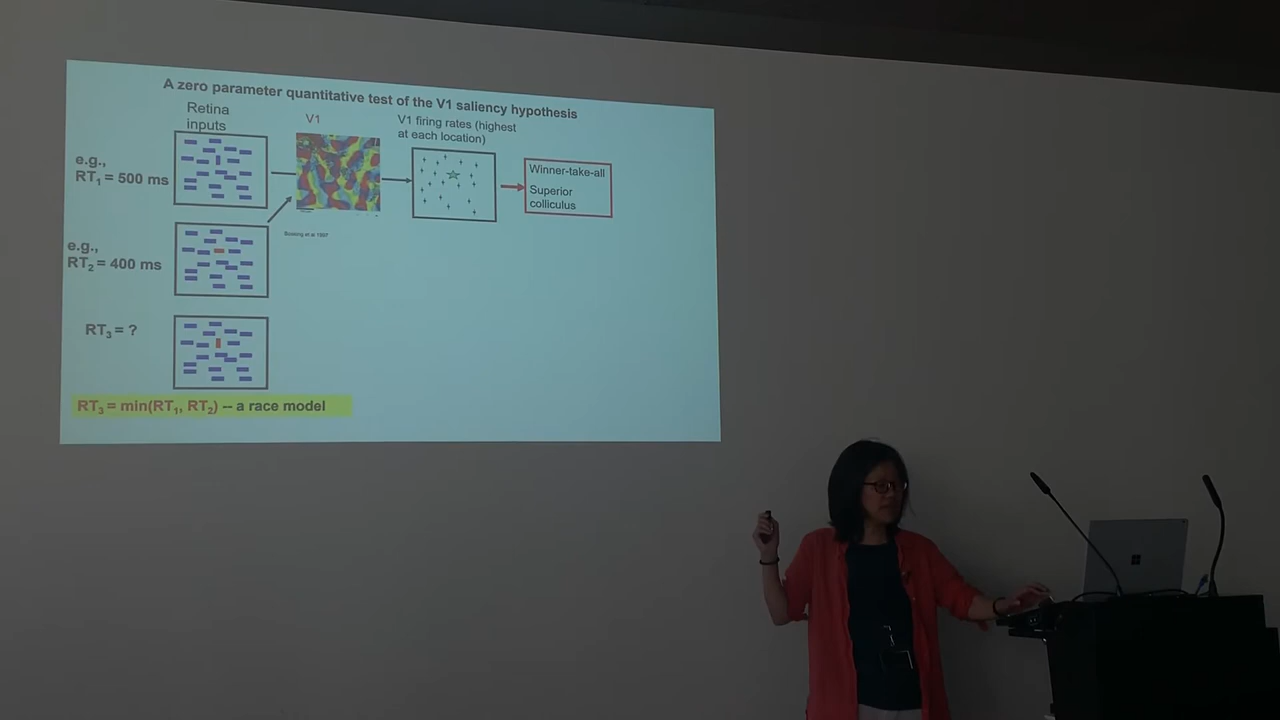 A zero parameter quantitative test of the V1 saliency hypothesis
Retina
inputs
V1
V1 firing rates (highest
at each location)
e.g.,
RT₁ = 500 ms
Winner-take-all
Superior
colliculus
e.g.,
RT₂ = 400 ms
RT₃ = ?
RT₃ = min(RT₁, RT₂) -- a race model